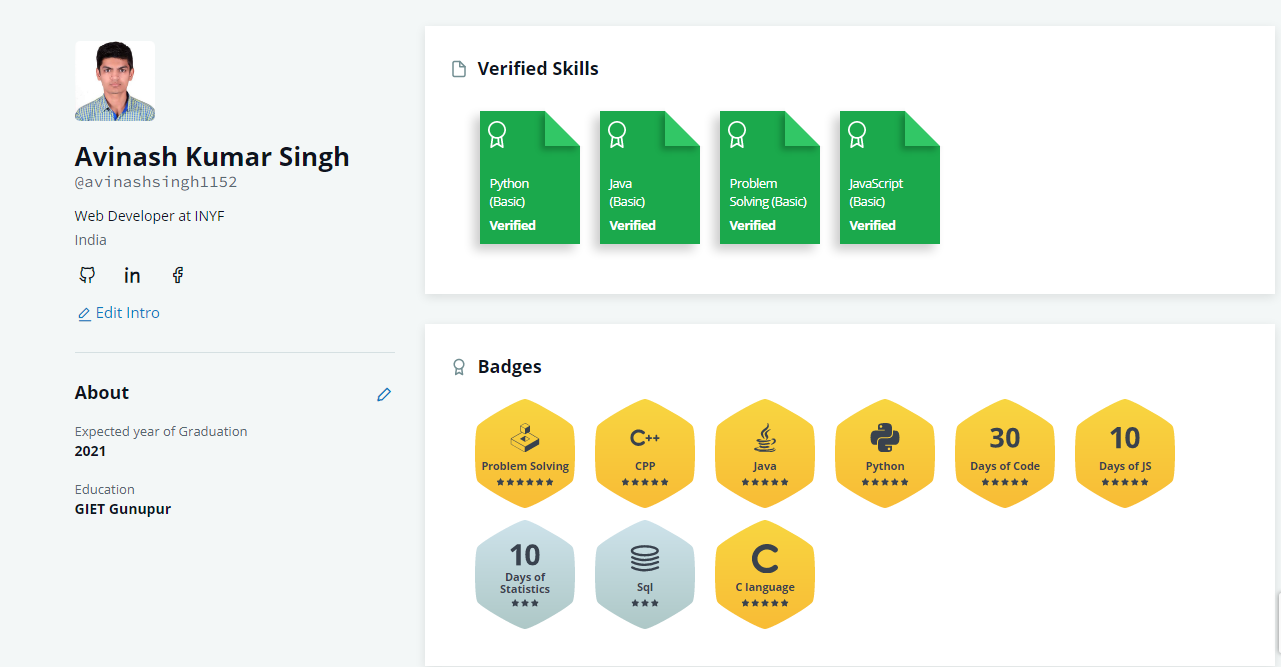 Avinash Kumar Singh
@avinashsingh1152
Web Developer at INYF
India
in
Edit Intro
About
Expected year of Graduation
2021
Education
GIET Gunupur
Verified Skills
Python
(Basic)
Verified
Java
(Basic)
Verified
Problem
Solving (Basic)
Verified
JavaScript
(Basic)
Verified
Badges
Problem Solving
C++
CPP
Java
Python
30
Days of Code
10
Days of JS
10
Days of
Statistics
Sql
C
C language